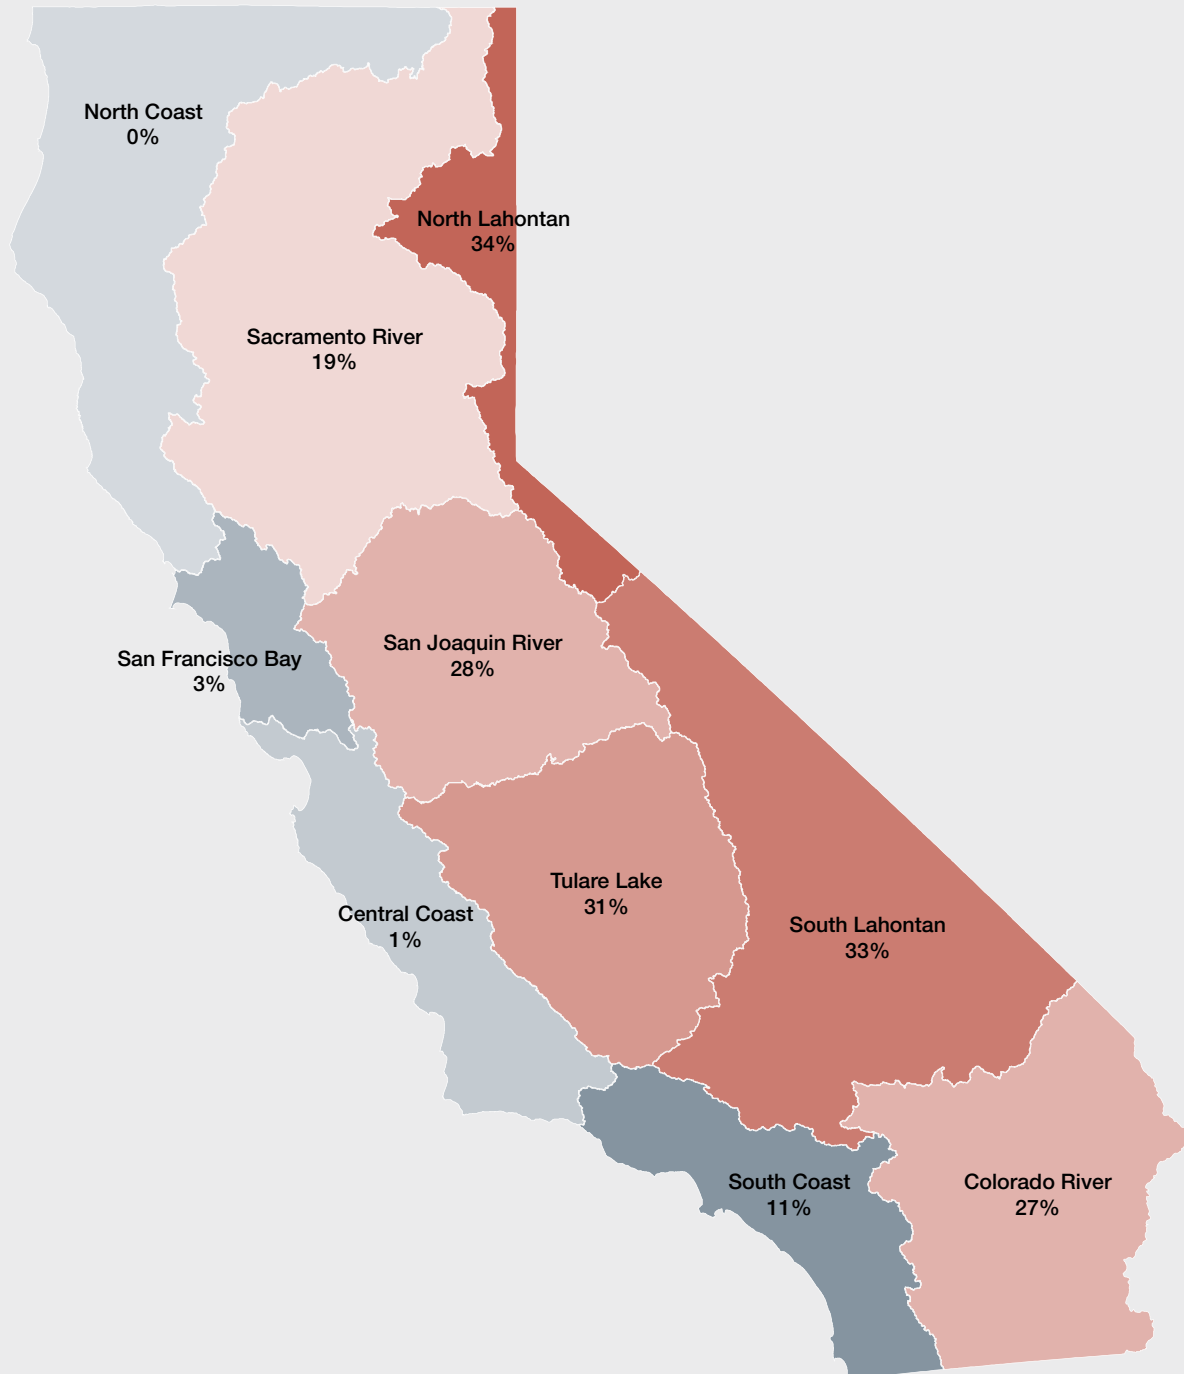 North Coast
0%
North Lahontan
34%
Sacramento River
19%
San Joaquin River
28%
San Francisco Bay
3%
Tulare Lake
31%
Central Coast
1%
South Lahontan
33%
South Coast
11%
Colorado River
27%